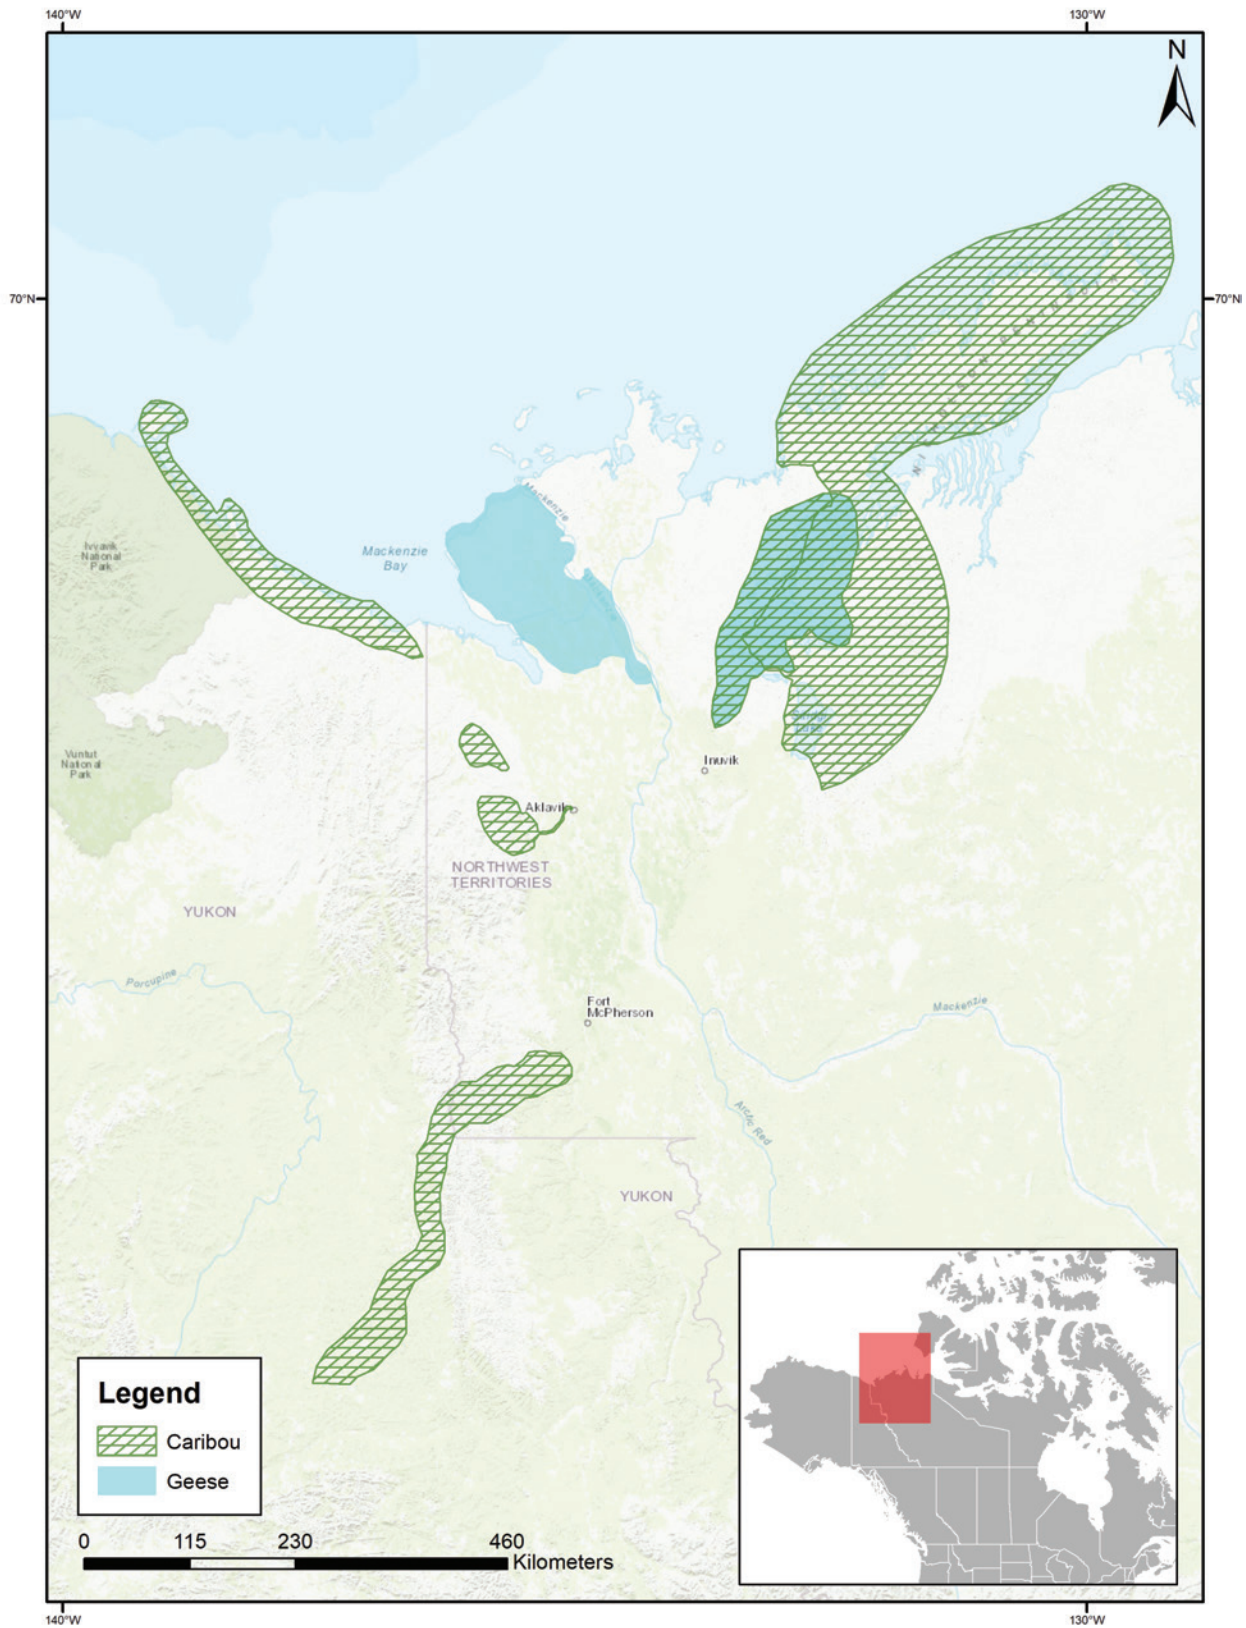 140°W
130°W
N
70°N
70°N
Mackenzie
Ivvavik
National
Park
Mackenzie
Bay
Inuvik
Vuntut
National
Park
Aklavik
NORTHWEST
TERRITORIES
YUKON
Porcupine
Fort
McPherson
Mackenzie
Arctic Red
YUKON
Legend
Caribou
Geese
0 115 230 460
Kilometers
140°W
130°W